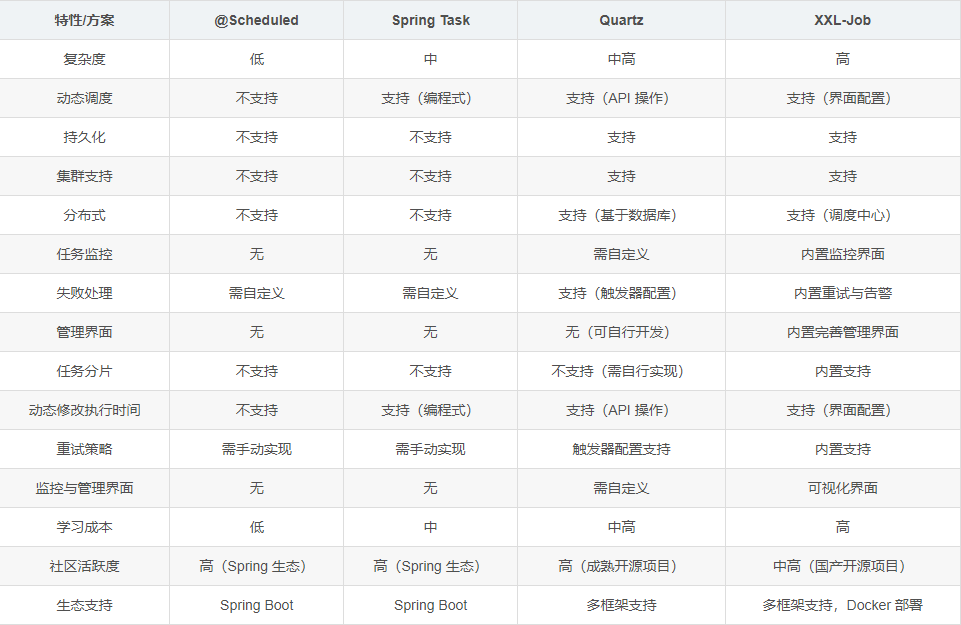 特性/方案 @Scheduled Spring Task Quartz XXL-Job
复杂度 低 中 中高 高
动态调度 不支持 支持（编程式） 支持（API 操作） 支持（界面配置）
持久化 不支持 不支持 支持 支持
集群支持 不支持 不支持 支持 支持
分布式 不支持 不支持 支持（基于数据库） 支持（调度中心）
任务监控 无 无 需自定义 内置监控界面
失败处理 需自定义 需自定义 支持（触发器配置） 内置重试与告警
管理界面 无 无 无（可自行开发） 内置完善管理界面
任务分片 不支持 不支持 不支持（需自行实现） 内置支持
动态修改执行时间 不支持 支持（编程式） 支持（API 操作） 支持（界面配置）
重试策略 需手动实现 需手动实现 触发器配置支持 内置支持
监控与管理界面 无 无 需自定义 可视化界面
学习成本 低 中 中高 高
社区活跃度 高（Spring 生态） 高（Spring 生态） 高（成熟开源项目） 中高（国产开源项目）
生态支持 Spring Boot Spring Boot 多框架支持 多框架支持，Docker 部署